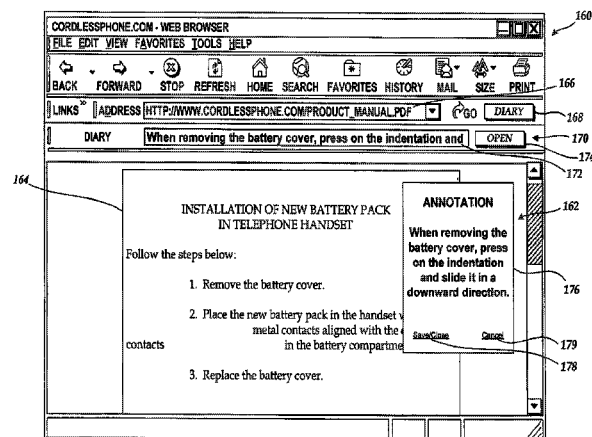 CORDLESSPHONE.COM - WEB BROWSER
160
FILE EDIT VIEW FAVORITES TOOLS HELP
BACK FORWARD STOP REFRESH HOME SEARCH FAVORITES HISTORY MAIL SIZE PRINT
166
LINKS » ADDRESS HTTP://WWW.CORDLESSPHONE.COM/PRODUCT_MANUAL.PDF GO DIARY
168
DIARY When removing the battery cover, press on the indentation and OPEN
170
174
172
164
INSTALLATION OF NEW BATTERY PACK
IN TELEPHONE HANDSET
Follow the steps below:
1. Remove the battery cover.
2. Place the new battery pack in the handset
metal contacts aligned with the
contacts in the battery
3. Replace the battery cover.
ANNOTATION
162
When removing the
battery cover, press
on the indentation
and slide it in a
downward direction.
176
Save/Close Cancel
179
178